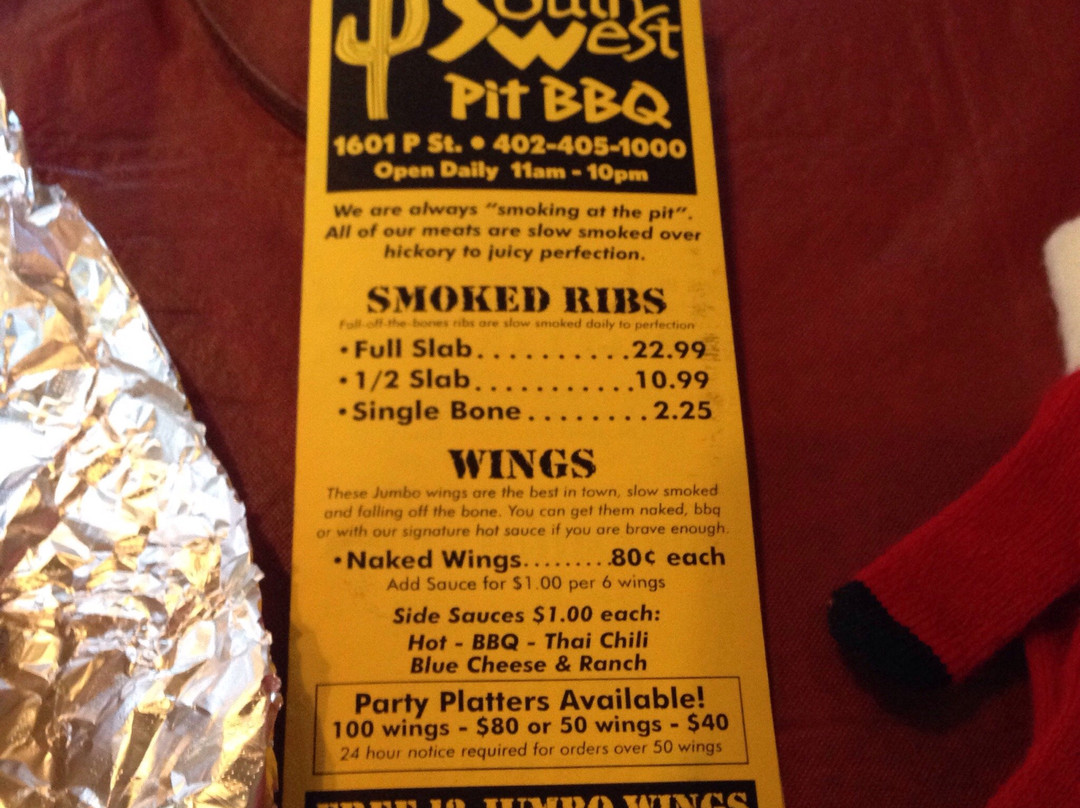 South
West
Pit BBQ
1601 P St. • 402-405-1000
Open Daily 11am - 10pm
We are always "smoking at the pit".
All of our meats are slow smoked over
hickory to juicy perfection.
SMOKED RIBS
Fall-off-the-bones ribs are slow smoked daily to perfection
• Full Slab..........22.99
• 1/2 Slab...........10.99
• Single Bone........2.25
WINGS
These Jumbo wings are the best in town, slow smoked
and falling off the bone. You can get them naked, bbq
or with our signature hot sauce if you are brave enough.
• Naked Wings.........80¢ each
Add Sauce for $1.00 per 6 wings
Side Sauces $1.00 each:
Hot - BBQ - Thai Chili
Blue Cheese & Ranch
Party Platters Available!
100 wings - $80 or 50 wings - $40
24 hour notice required for orders over 50 wings
FREE 12 JUMBO WINGS